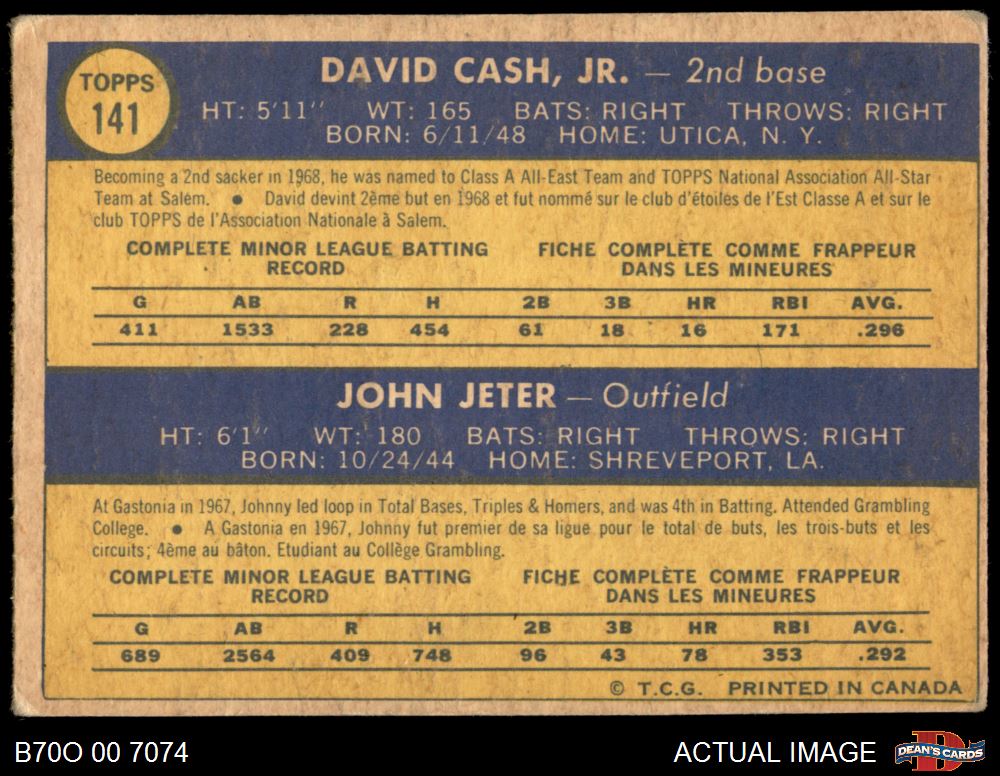 TOPPS
141
DAVID CASH, JR. — 2nd base
HT: 5'11" WT: 165 BATS: RIGHT THROWS: RIGHT
BORN: 6/11/48 HOME: UTICA, N. Y.
Becoming a 2nd sacker in 1968, he was named to Class A All-East Team and TOPPS National Association All-Star
Team at Salem. ● David devint 2ème but en 1968 et fut nommé sur le club d'étoiles de l'Est Classe A et sur le
club TOPPS de l'Association Nationale à Salem.
COMPLETE MINOR LEAGUE BATTING FICHE COMPLÈTE COMME FRAPPEUR
RECORD DANS LES MINEURES
G AB R H 2B 3B HR RBI AVG.
411 1533 228 454 61 18 16 171 .296
JOHN JETER — Outfield
HT: 6'1" WT: 180 BATS: RIGHT THROWS: RIGHT
BORN: 10/24/44 HOME: SHREVEPORT, LA.
At Gastonia in 1967, Johnny led loop in Total Bases, Triples & Homers, and was 4th in Batting. Attended Grambling
College. ● A Gastonia en 1967, Johnny fut premier de sa ligue pour le total de buts, les trois-buts et les
circuits; 4ème au bâton. Etudiant au Collège Grambling.
COMPLETE MINOR LEAGUE BATTING FICHE COMPLÈTE COMME FRAPPEUR
RECORD DANS LES MINEURES
G AB R H 2B 3B HR RBI AVG.
689 2564 409 748 96 43 78 353 .292
© T.C.G. PRINTED IN CANADA
B70O 00 7074 ACTUAL IMAGE DEAN'S CARDS